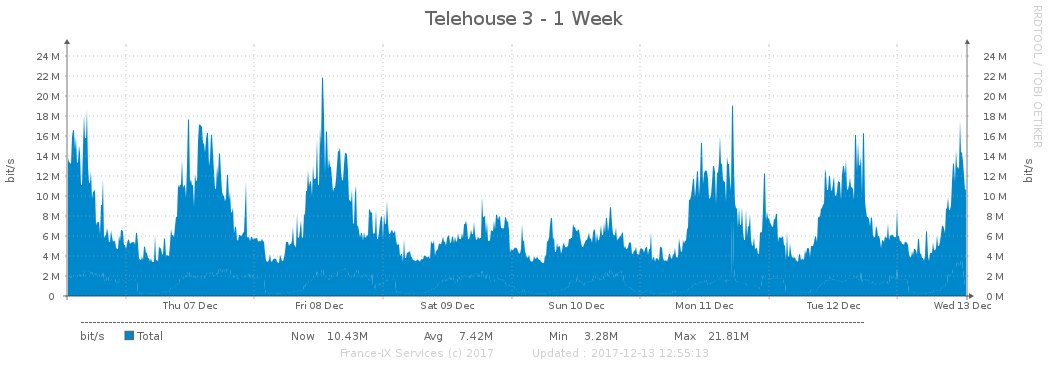 Telehouse 3 - 1 Week
RRDTOOL / TOBI OETIKER
bit/s
24 M 24 M
22 M 22 M
20 M 20 M
18 M 18 M
16 M 16 M
14 M 14 M
12 M 12 M
10 M 10 M
8 M 8 M
6 M 6 M
4 M 4 M
2 M 2 M
0 0 M
bit/s
Thu 07 Dec Fri 08 Dec Sat 09 Dec Sun 10 Dec Mon 11 Dec Tue 12 Dec Wed 13 Dec
bit/s Total Now 10.43M Avg 7.42M Min 3.28M Max 21.81M
France-IX Services (c) 2017 Updated : 2017-12-13 12:55:13